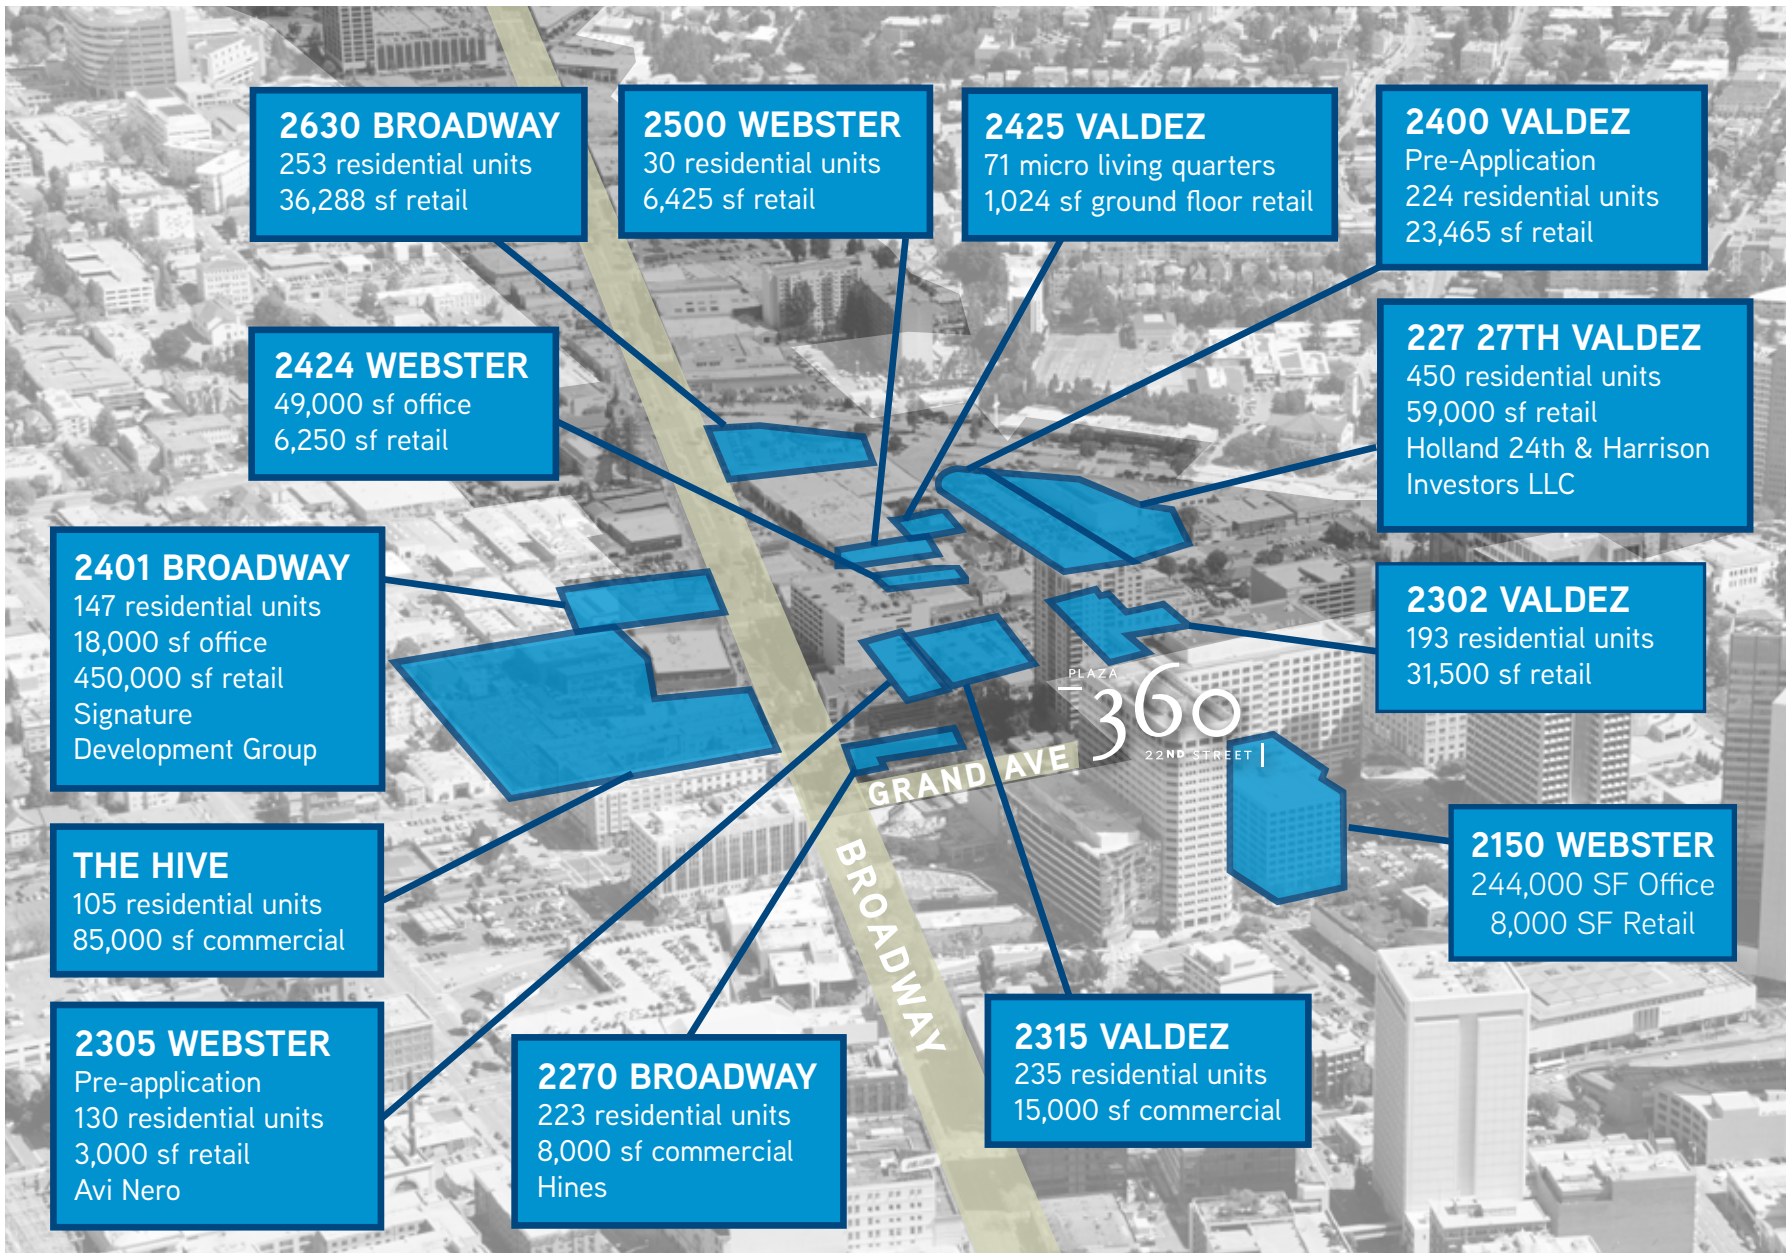 2630 BROADWAY
253 residential units
36,288 sf retail
2500 WEBSTER
30 residential units
6,425 sf retail
2425 VALDEZ
71 micro living quarters
1,024 sf ground floor retail
2400 VALDEZ
Pre-Application
224 residential units
23,465 sf retail
2424 WEBSTER
49,000 sf office
6,250 sf retail
227 27TH VALDEZ
450 residential units
59,000 sf retail
Holland 24th & Harrison
Investors LLC
2401 BROADWAY
147 residential units
18,000 sf office
450,000 sf retail
Signature
Development Group
2302 VALDEZ
193 residential units
31,500 sf retail
PLAZA
360
22ND STREET
GRAND AVE
BROADWAY
THE HIVE
105 residential units
85,000 sf commercial
2150 WEBSTER
244,000 SF Office
8,000 SF Retail
2305 WEBSTER
Pre-application
130 residential units
3,000 sf retail
Avi Nero
2270 BROADWAY
223 residential units
8,000 sf commercial
Hines
2315 VALDEZ
235 residential units
15,000 sf commercial